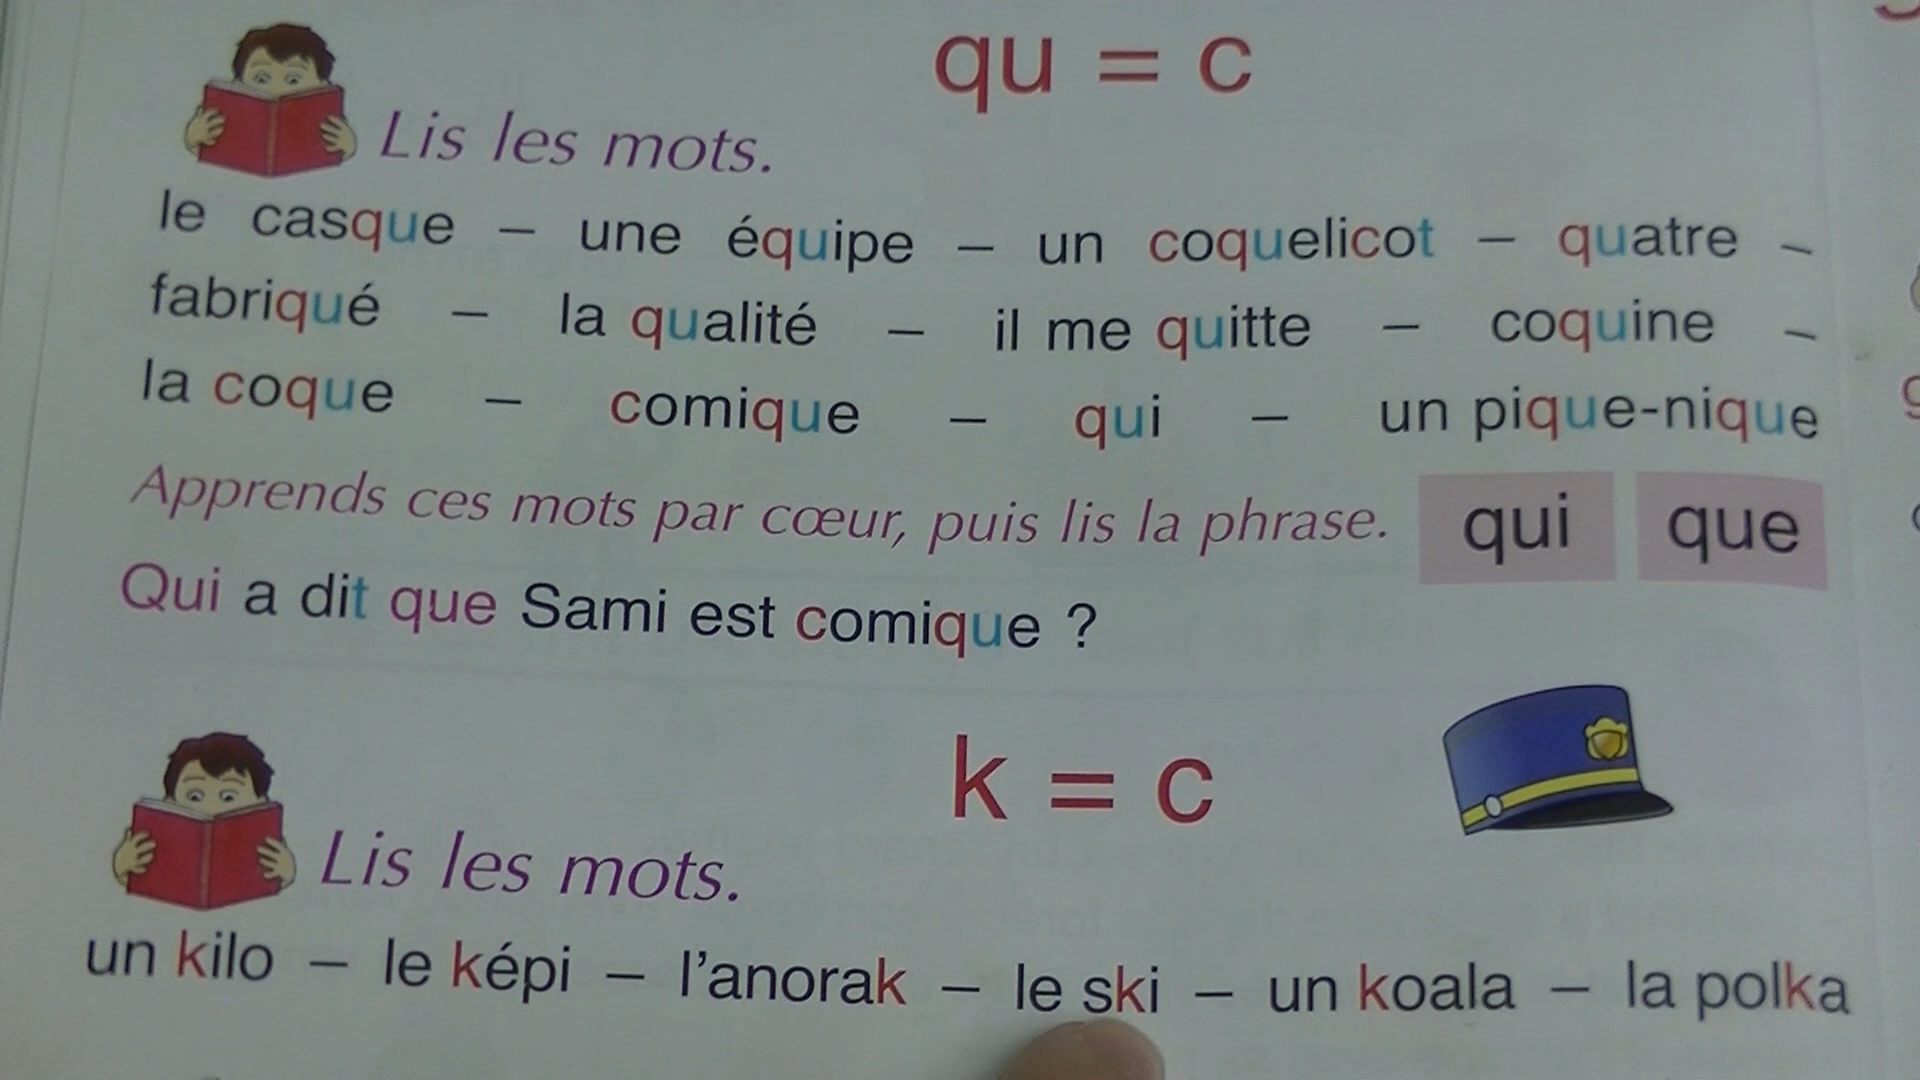 qu = c
Lis les mots.
le casque – une équipe – un coquelicot – quatre –
fabriqué – la qualité – il me quitte – coquine –
la coque – comique – qui – un pique-nique
Apprends ces mots par cœur, puis lis la phrase. qui que
Qui a dit que Sami est comique ?
k = c
Lis les mots.
un kilo – le képi – l'anorak – le ski – un koala – la polka